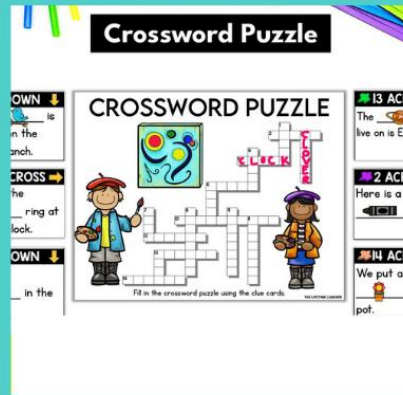 Crossword Puzzle
OWN
is
n the
anch.
CROSS
he
ring at
lock.
OWN
in the
CROSSWORD PUZZLE
CLOCK
CLOVER
Fill in the crossword puzzle using the clue cards.
13 AC
The
live on is E
2 AC
Here is a
14 AC
We put a
pot.